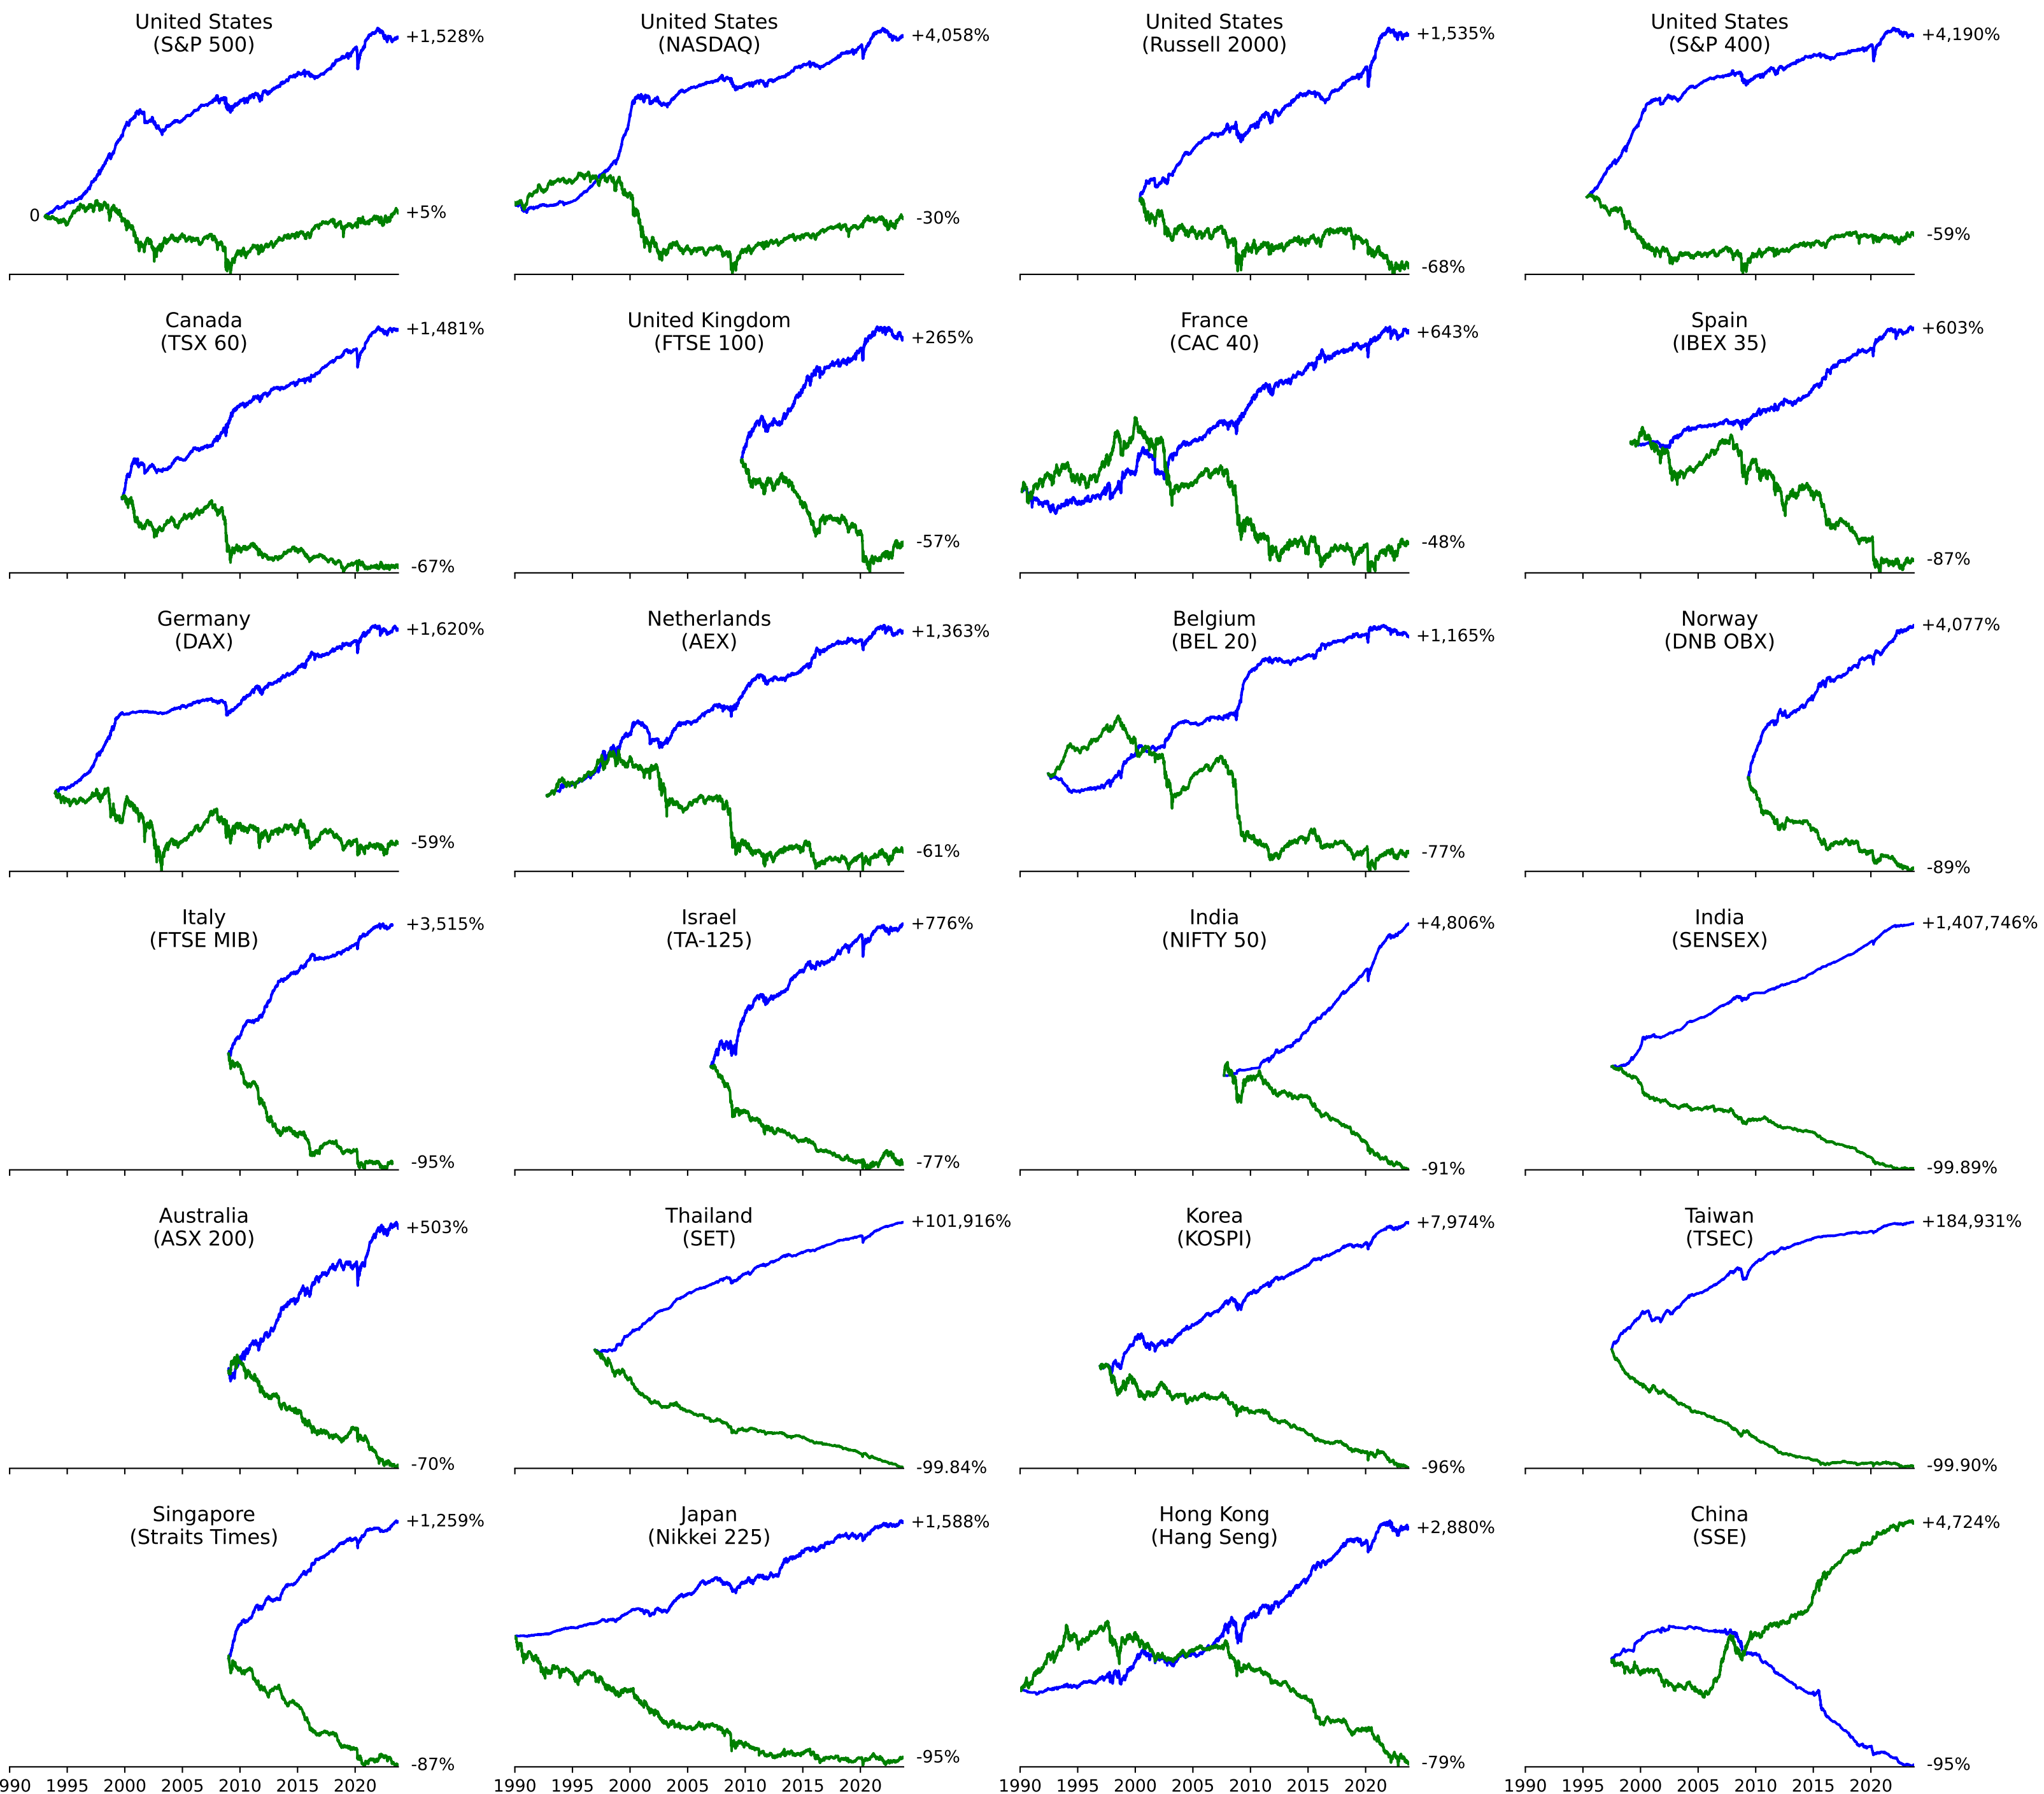 United States
(S&P 500)
+1,528%
0
+5%
United States
(NASDAQ)
+4,058%
-30%
United States
(Russell 2000)
+1,535%
-68%
United States
(S&P 400)
+4,190%
-59%
Canada
(TSX 60)
+1,481%
-67%
United Kingdom
(FTSE 100)
+265%
-57%
France
(CAC 40)
+643%
-48%
Spain
(IBEX 35)
+603%
-87%
Germany
(DAX)
+1,620%
-59%
Netherlands
(AEX)
+1,363%
-61%
Belgium
(BEL 20)
+1,165%
-77%
Norway
(DNB OBX)
+4,077%
-89%
Italy
(FTSE MIB)
+3,515%
-95%
Israel
(TA-125)
+776%
-77%
India
(NIFTY 50)
+4,806%
-91%
India
(SENSEX)
+1,407,746%
-99.89%
Australia
(ASX 200)
+503%
-70%
Thailand
(SET)
+101,916%
-99.84%
Korea
(KOSPI)
+7,974%
-96%
Taiwan
(TSEC)
+184,931%
-99.90%
Singapore
(Straits Times)
+1,259%
-87%
990 1995 2000 2005 2010 2015 2020
Japan
(Nikkei 225)
+1,588%
-95%
1990 1995 2000 2005 2010 2015 2020
Hong Kong
(Hang Seng)
+2,880%
-79%
1990 1995 2000 2005 2010 2015 2020
China
(SSE)
+4,724%
-95%
1990 1995 2000 2005 2010 2015 2020